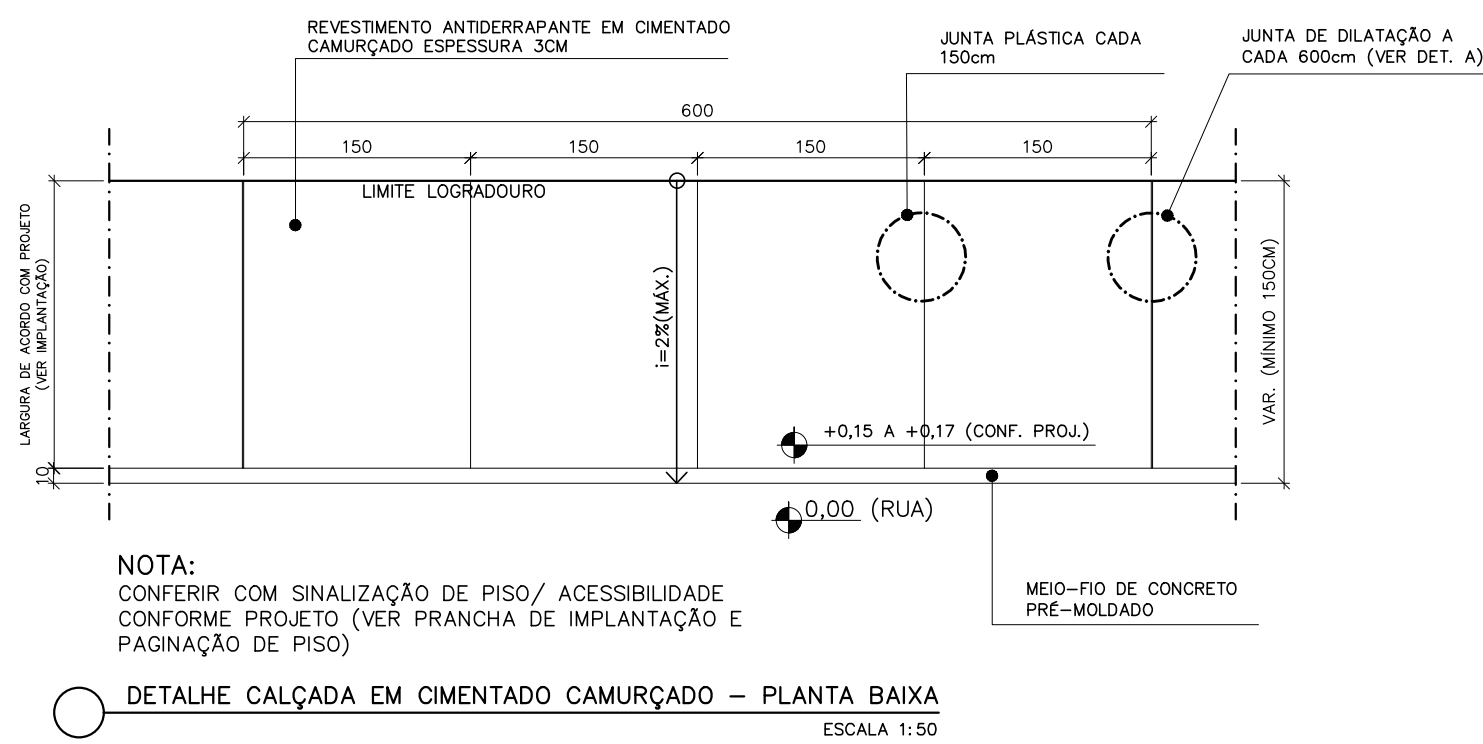 REVESTIMENTO ANTIDERRAPANTE EM CIMENTADO
CAMURÇADO ESPESSURA 3CM
JUNTA PLÁSTICA CADA
150cm
JUNTA DE DILATAÇÃO A
CADA 600cm (VER DET. A)
600
150
150
150
150
LIMITE LOGRADOURO
LARGURA DE ACORDO COM PROJETO
(VER IMPLANTAÇÃO)
10
i=2%(MÁX.)
VAR. (MÍNIMO 150CM)
+0,15 A +0,17 (CONF. PROJ.)
0,00 (RUA)
MEIO-FIO DE CONCRETO
PRÉ-MOLDADO
NOTA:
CONFERIR COM SINALIZAÇÃO DE PISO/ ACESSIBILIDADE
CONFORME PROJETO (VER PRANCHA DE IMPLANTAÇÃO E
PAGINAÇÃO DE PISO)
DETALHE CALÇADA EM CIMENTADO CAMURÇADO – PLANTA BAIXA
ESCALA 1:50